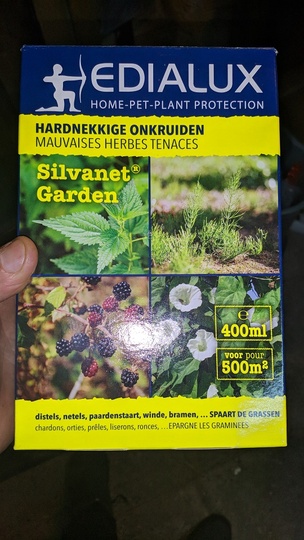 EDIALUX
HOME-PET-PLANT PROTECTION
HARDNEKKIGE ONKRUIDEN
MAUVAISES HERBES TENACES
Silvanet®
Garden
e
400ml
voor pour
500m²
distels, netels, paardenstaart, winde, bramen, ... SPAART DE GRASSEN
chardons, orties, prêles, liserons, ronces, ...EPARGNE LES GRAMINEES